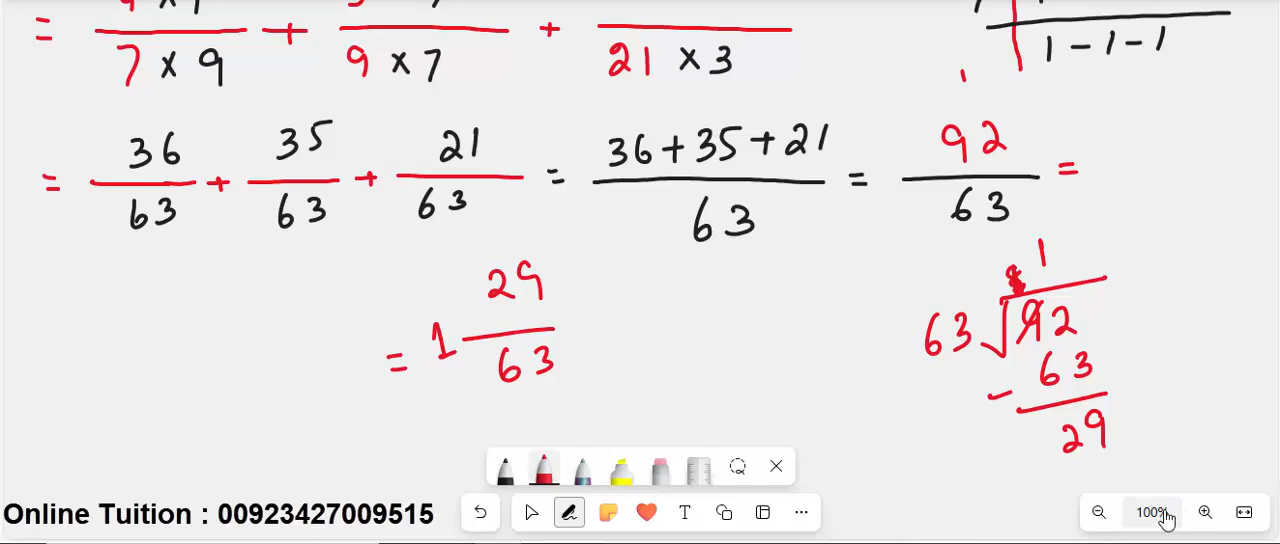 = 7 × 9 + 9 × 7 + 21 × 3
1 - 1 - 1
= 36/63 + 35/63 + 21/63 = 36+35+21/63 = 92/63 =
= 1 29/63
1
63 √92
- 63
29
Online Tuition : 00923427009515
T
100%